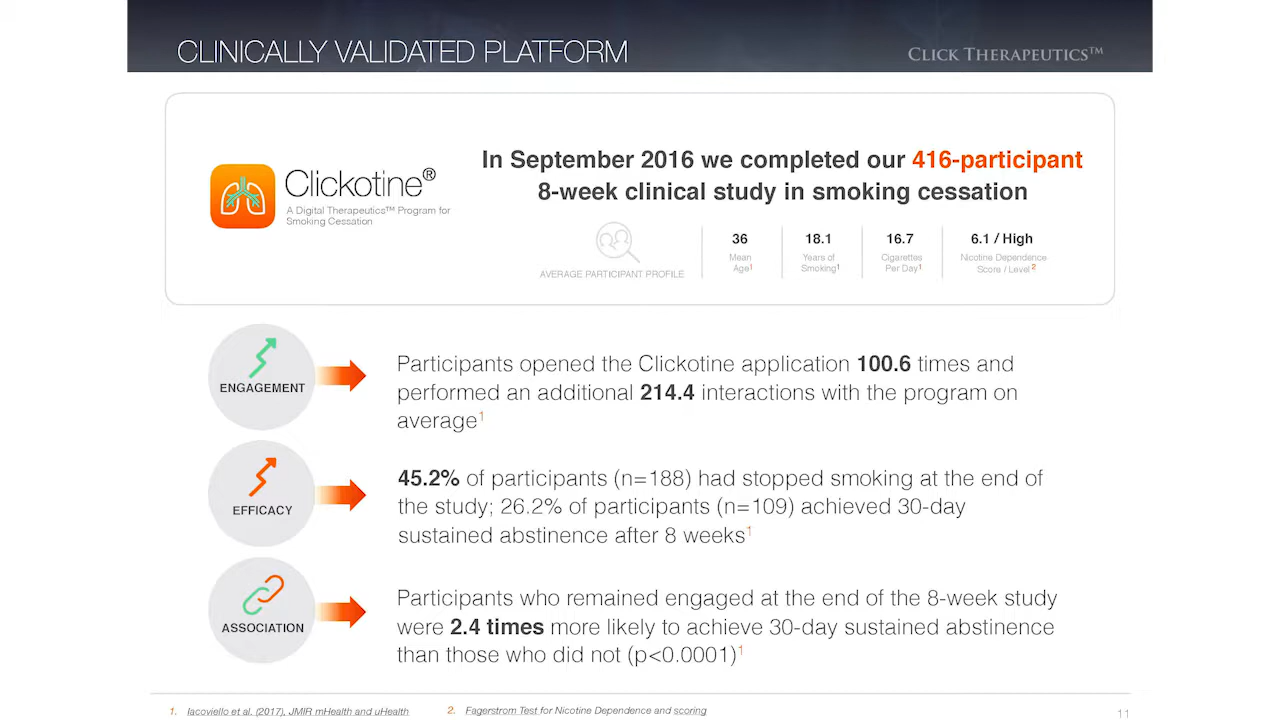 CLINICALLY VALIDATED PLATFORM
CLICK THERAPEUTICS™
Clickotine®
A Digital Therapeutics™ Program for
Smoking Cessation
In September 2016 we completed our 416-participant
8-week clinical study in smoking cessation
AVERAGE PARTICIPANT PROFILE
36
Mean
Age1
18.1
Years of
Smoking1
16.7
Cigarettes
Per Day1
6.1 / High
Nicotine Dependence
Score / Level 2
ENGAGEMENT
Participants opened the Clickotine application 100.6 times and
performed an additional 214.4 interactions with the program on
average1
EFFICACY
45.2% of participants (n=188) had stopped smoking at the end of
the study; 26.2% of participants (n=109) achieved 30-day
sustained abstinence after 8 weeks1
ASSOCIATION
Participants who remained engaged at the end of the 8-week study
were 2.4 times more likely to achieve 30-day sustained abstinence
than those who did not (p<0.0001)1
1. Iacoviello et al. (2017), JMIR mHealth and uHealth
2. Fagerstrom Test for Nicotine Dependence and scoring
11